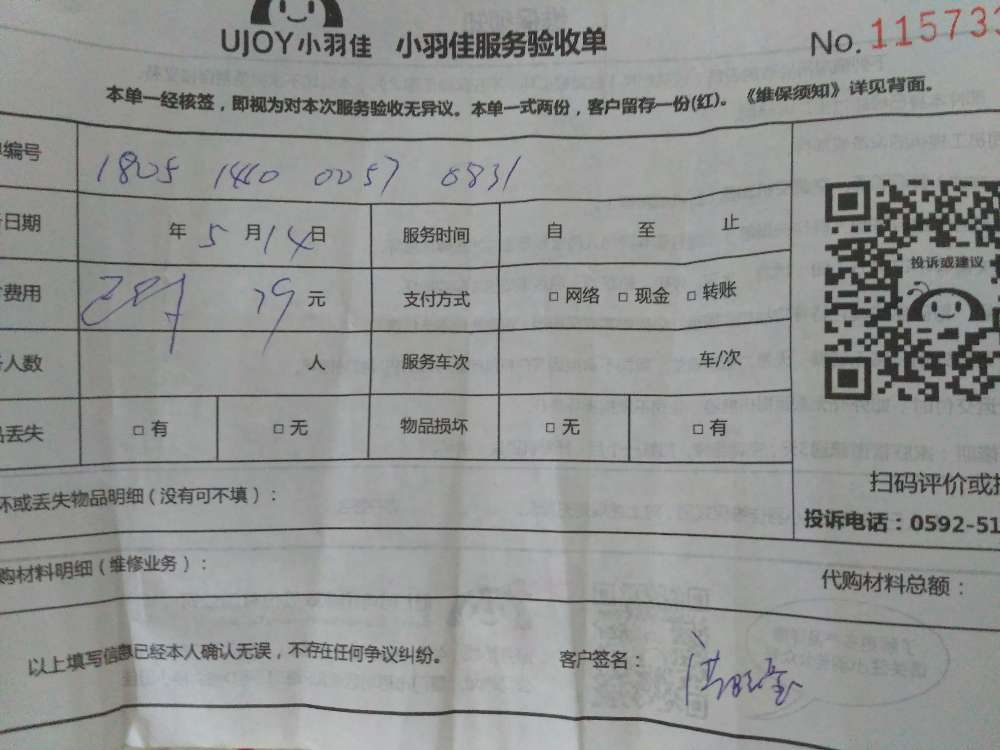 UJOY小羽佳 小羽佳服务验收单 No. 115733
本单一经核签，即视为对本次服务验收无异议。本单一式两份，客户留存一份(红)。《维保须知》详见背面。
编号 1805 1440 0057 0831
日期 年 5 月 14 日 服务时间 自 至 止
费用 元 支付方式 □ 网络 □ 现金 □ 转账
人数 人 服务车次 车/次
丢失 □ 有 □ 无 物品损坏 □ 无 □ 有
投诉或建议
扫码评价或
投诉电话：0592-51
坏或丢失物品明细（没有可不填）：
购材料明细（维修业务）： 代购材料总额：
以上填写信息已经本人确认无误，不存在任何争议纠纷。 客户签名：